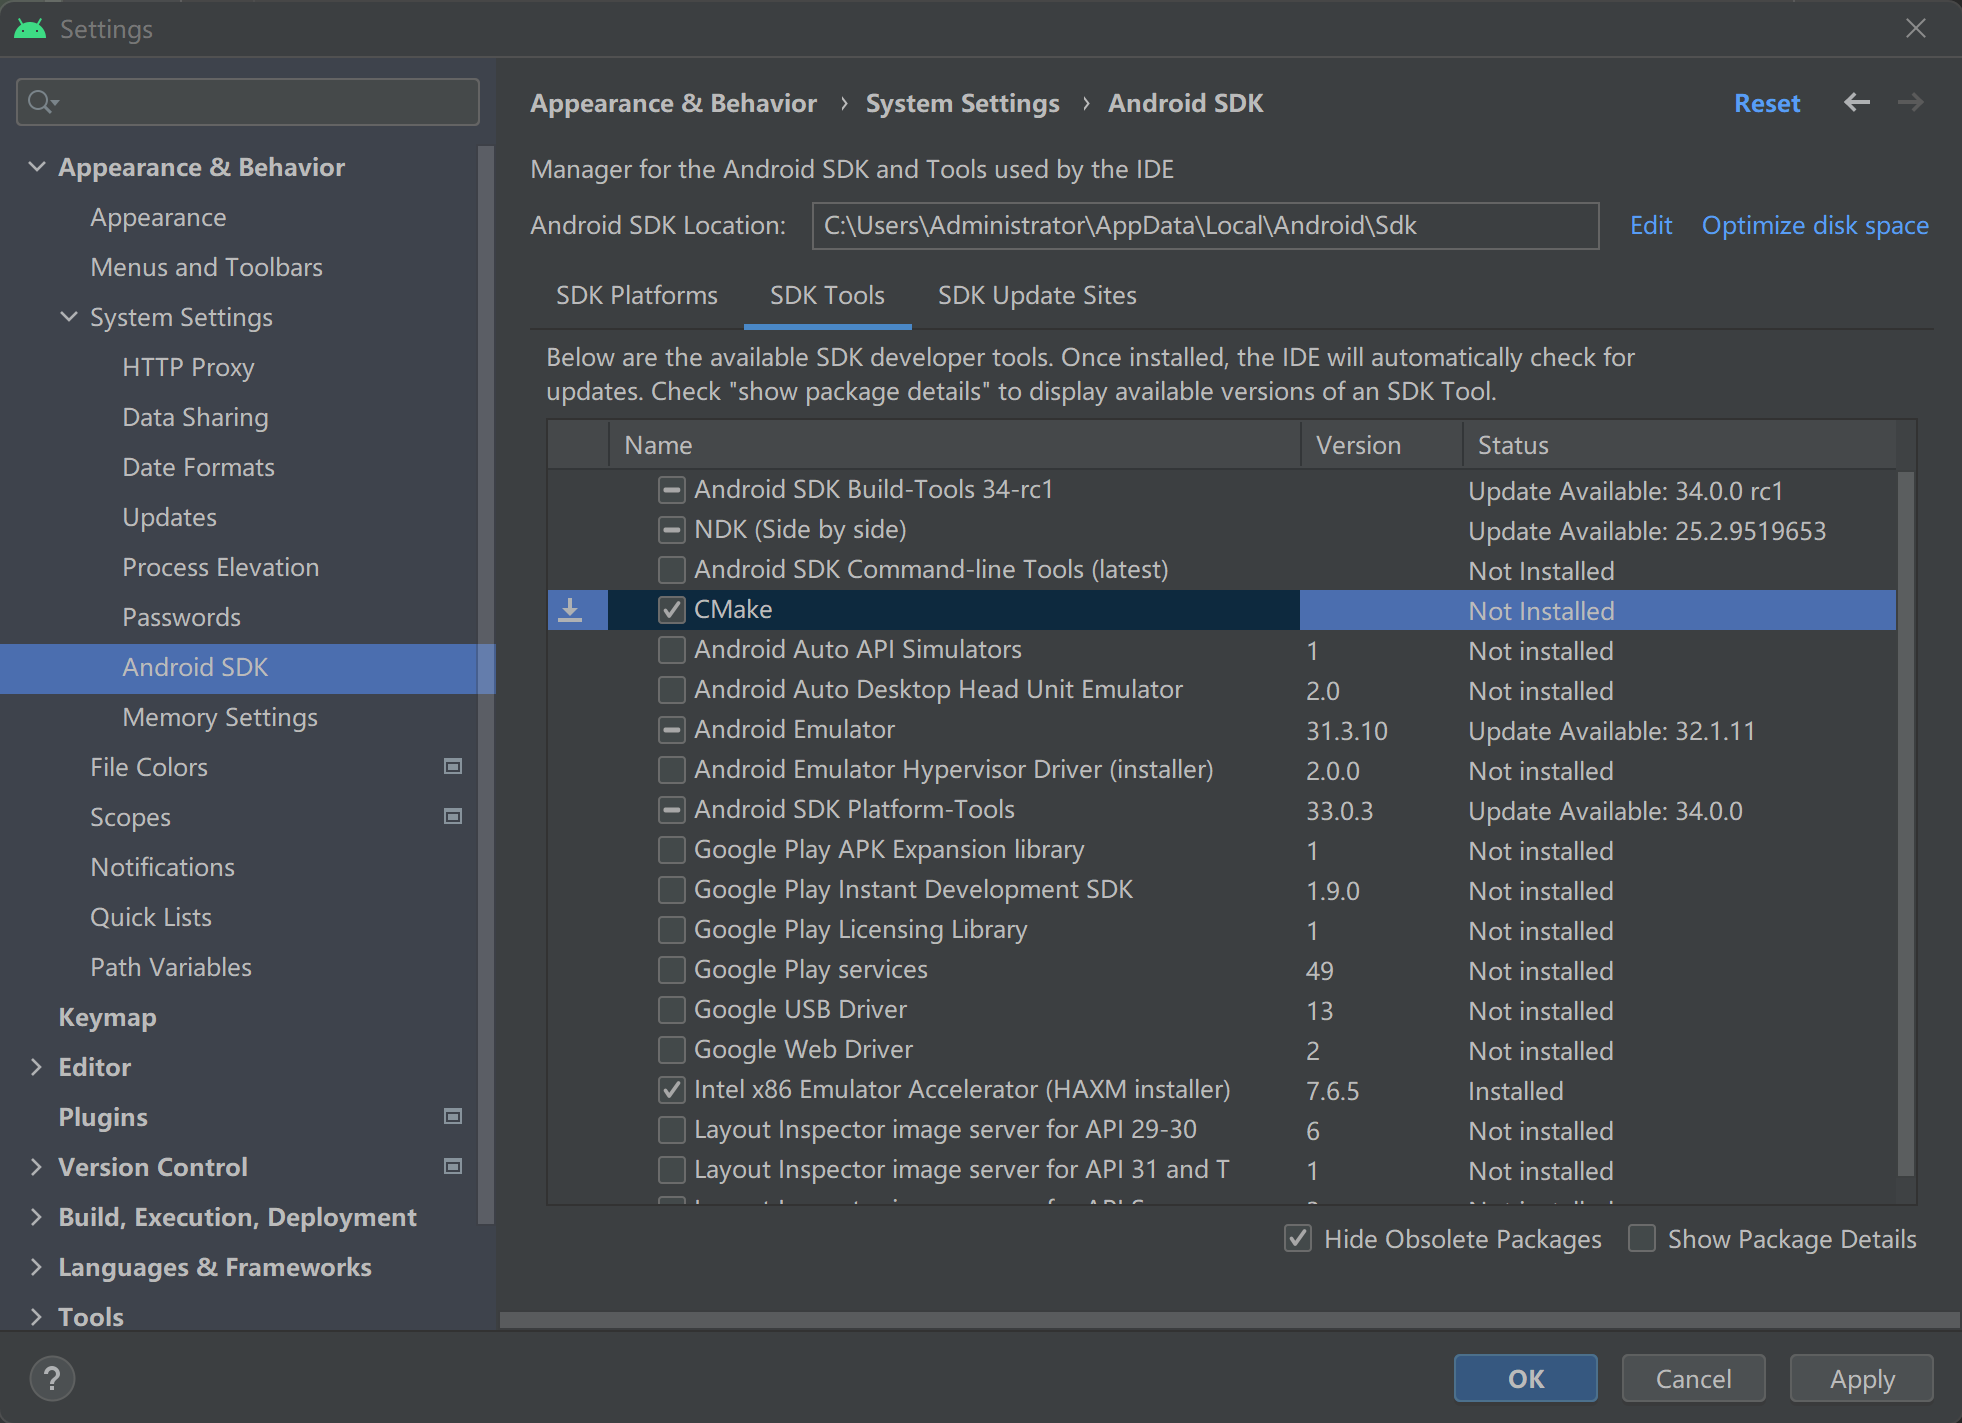 Settings
Appearance & Behavior
Appearance
Menus and Toolbars
System Settings
HTTP Proxy
Data Sharing
Date Formats
Updates
Process Elevation
Passwords
Android SDK
Memory Settings
File Colors
Scopes
Notifications
Quick Lists
Path Variables
Keymap
Editor
Plugins
Version Control
Build, Execution, Deployment
Languages & Frameworks
Tools
Appearance & Behavior › System Settings › Android SDK
Reset
Manager for the Android SDK and Tools used by the IDE
Android SDK Location: C:\Users\Administrator\AppData\Local\Android\Sdk Edit Optimize disk space
SDK Platforms SDK Tools SDK Update Sites
Below are the available SDK developer tools. Once installed, the IDE will automatically check for
updates. Check "show package details" to display available versions of an SDK Tool.
Name Version Status
Android SDK Build-Tools 34-rc1 Update Available: 34.0.0 rc1
NDK (Side by side) Update Available: 25.2.9519653
Android SDK Command-line Tools (latest) Not Installed
CMake Not Installed
Android Auto API Simulators 1 Not installed
Android Auto Desktop Head Unit Emulator 2.0 Not installed
Android Emulator 31.3.10 Update Available: 32.1.11
Android Emulator Hypervisor Driver (installer) 2.0.0 Not installed
Android SDK Platform-Tools 33.0.3 Update Available: 34.0.0
Google Play APK Expansion library 1 Not installed
Google Play Instant Development SDK 1.9.0 Not installed
Google Play Licensing Library 1 Not installed
Google Play services 49 Not installed
Google USB Driver 13 Not installed
Google Web Driver 2 Not installed
Intel x86 Emulator Accelerator (HAXM installer) 7.6.5 Installed
Layout Inspector image server for API 29-30 6 Not installed
Layout Inspector image server for API 31 and T 1 Not installed
Hide Obsolete Packages Show Package Details
? OK Cancel Apply